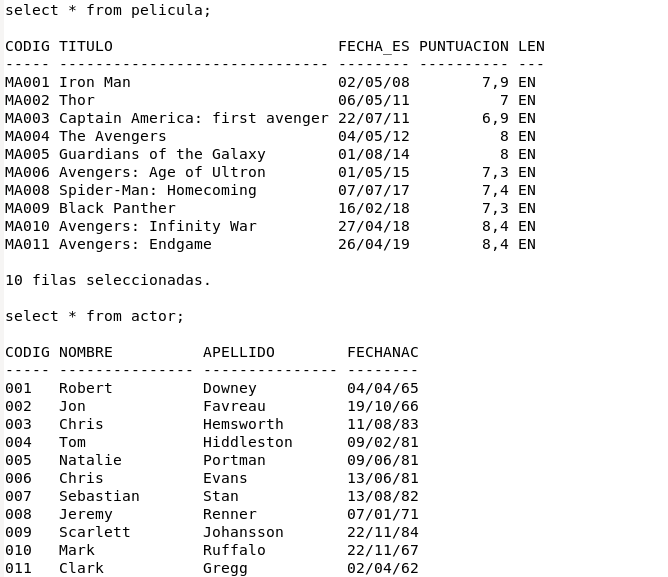 select * from pelicula;
CODIG TITULO                         FECHA_ES PUNTUACION LEN
----- ------------------------------ -------- ---------- ---
MA001 Iron Man                       02/05/08        7,9 EN
MA002 Thor                           06/05/11          7 EN
MA003 Captain America: first avenger 22/07/11        6,9 EN
MA004 The Avengers                   04/05/12          8 EN
MA005 Guardians of the Galaxy        01/08/14          8 EN
MA006 Avengers: Age of Ultron        01/05/15        7,3 EN
MA008 Spider-Man: Homecoming         07/07/17        7,4 EN
MA009 Black Panther                  16/02/18        7,3 EN
MA010 Avengers: Infinity War         27/04/18        8,4 EN
MA011 Avengers: Endgame              26/04/19        8,4 EN
10 filas seleccionadas.
select * from actor;
CODIG NOMBRE          APELLIDO        FECHANAC
----- --------------- --------------- --------
001   Robert          Downey          04/04/65
002   Jon             Favreau         19/10/66
003   Chris           Hemsworth       11/08/83
004   Tom             Hiddleston      09/02/81
005   Natalie         Portman         09/06/81
006   Chris           Evans           13/06/81
007   Sebastian       Stan            13/08/82
008   Jeremy          Renner          07/01/71
009   Scarlett        Johansson       22/11/84
010   Mark            Ruffalo         22/11/67
011   Clark           Gregg           02/04/62